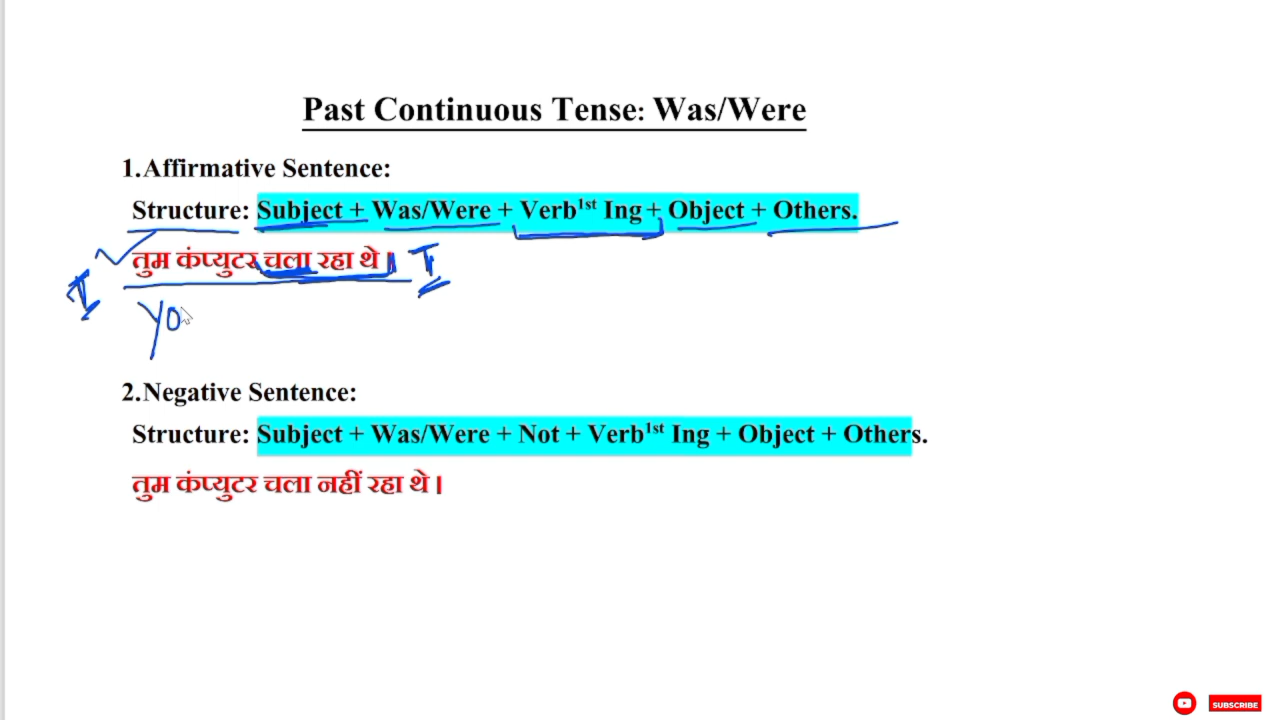 Past Continuous Tense: Was/Were
1.Affirmative Sentence:
Structure: Subject + Was/Were + Verb1st Ing + Object + Others.
तुम कंप्युटर चला रहा थे। I
I
Yo
2.Negative Sentence:
Structure: Subject + Was/Were + Not + Verb1st Ing + Object + Others.
तुम कंप्युटर चला नहीं रहा थे।
SUBSCRIBE